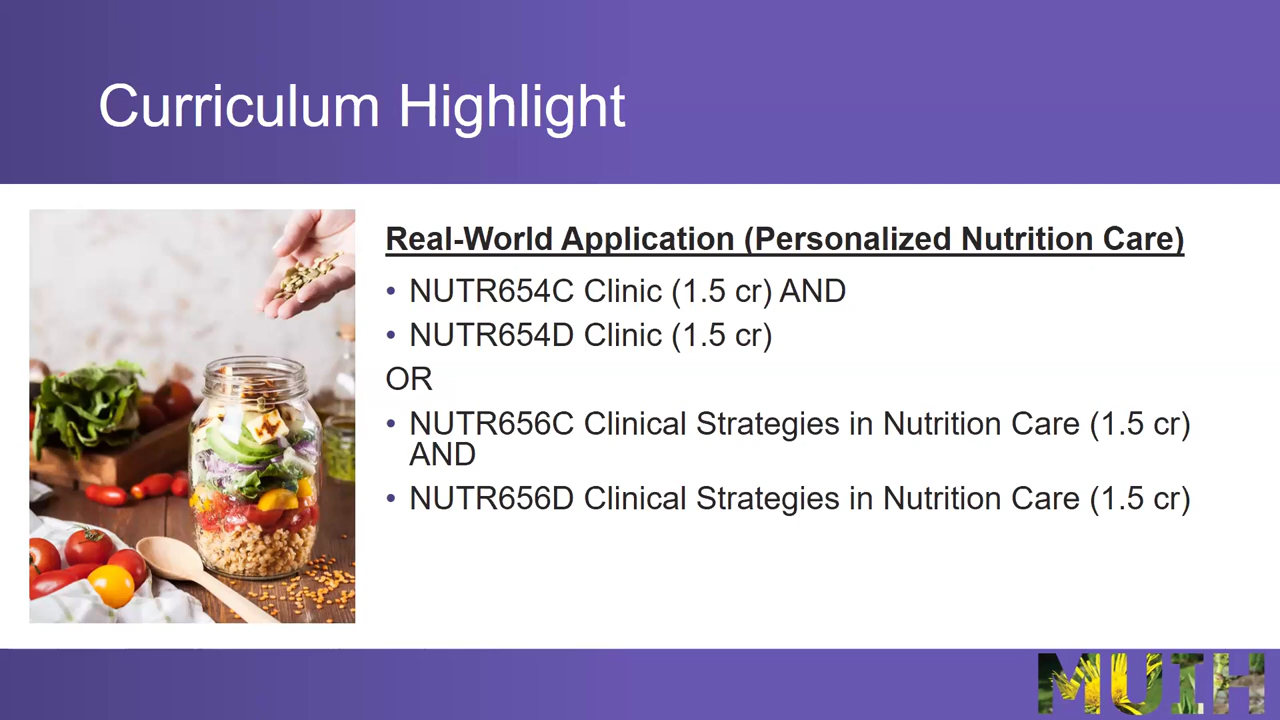 Curriculum Highlight
Real-World Application (Personalized Nutrition Care)
• NUTR654C Clinic (1.5 cr) AND
• NUTR654D Clinic (1.5 cr)
OR
• NUTR656C Clinical Strategies in Nutrition Care (1.5 cr)
AND
• NUTR656D Clinical Strategies in Nutrition Care (1.5 cr)
MUIH